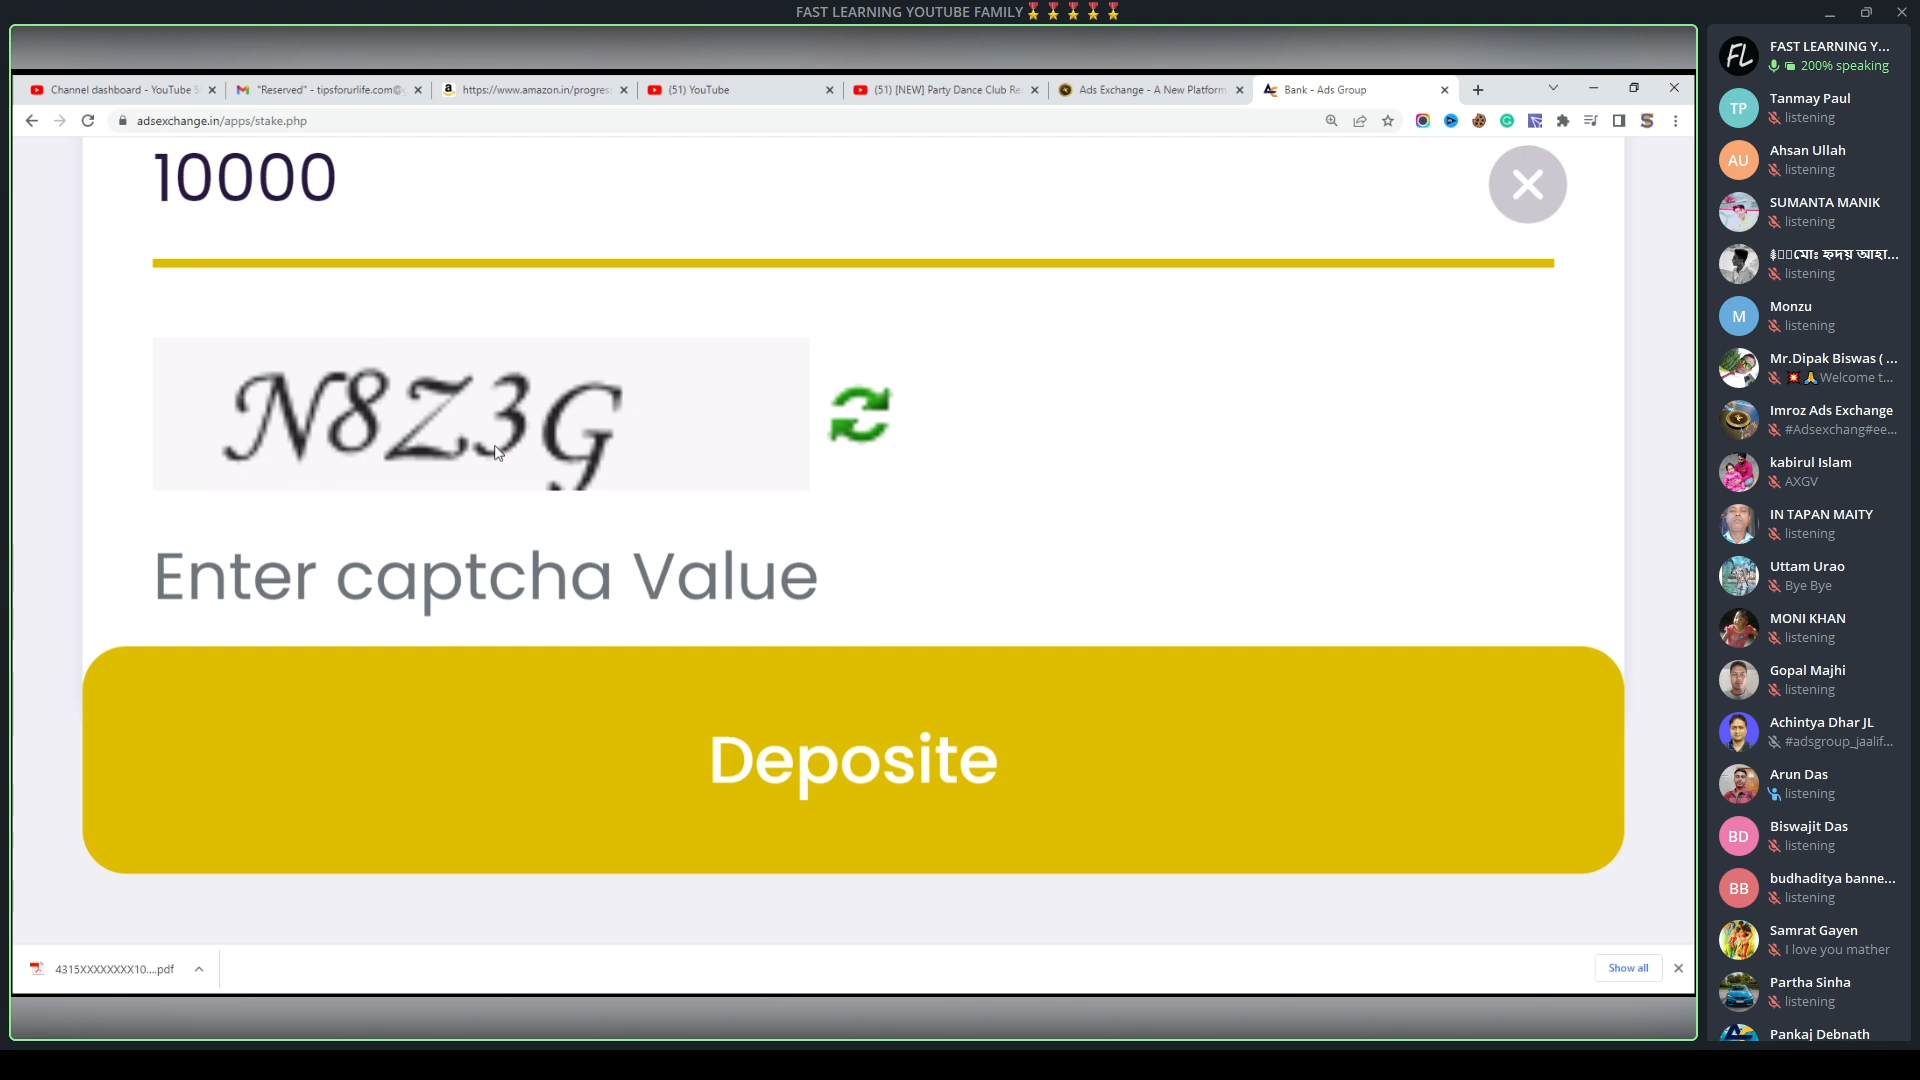 FAST LEARNING YOUTUBE FAMILY🎖️🎖️🎖️🎖️🎖️
Channel dashboard - YouTube S
"Reserved" - tipsforurlife.com@g
https://www.amazon.in/progress
(51) YouTube
(51) [NEW] Party Dance Club Re
Ads Exchange - A New Platform
Bank - Ads Group
adsexchange.in/apps/stake.php
10000
N8Z3G
Enter captcha Value
Deposite
4315XXXXXXXX10....pdf
Show all
FL
FAST LEARNING Y...
200% speaking
TP
Tanmay Paul
listening
AU
Ahsan Ullah
listening
SUMANTA MANIK
listening
মোঃ হৃদয় আহা...
listening
M
Monzu
listening
Mr.Dipak Biswas ( ...
💥🙏Welcome t...
Imroz Ads Exchange
#Adsexchang#ee...
kabirul Islam
AXGV
IN TAPAN MAITY
listening
Uttam Urao
Bye Bye
MONI KHAN
listening
Gopal Majhi
listening
Achintya Dhar JL
#adsgroup_jaalif...
Arun Das
listening
BD
Biswajit Das
listening
BB
budhaditya banne...
listening
Samrat Gayen
I love you mather
Partha Sinha
listening
Pankaj Debnath